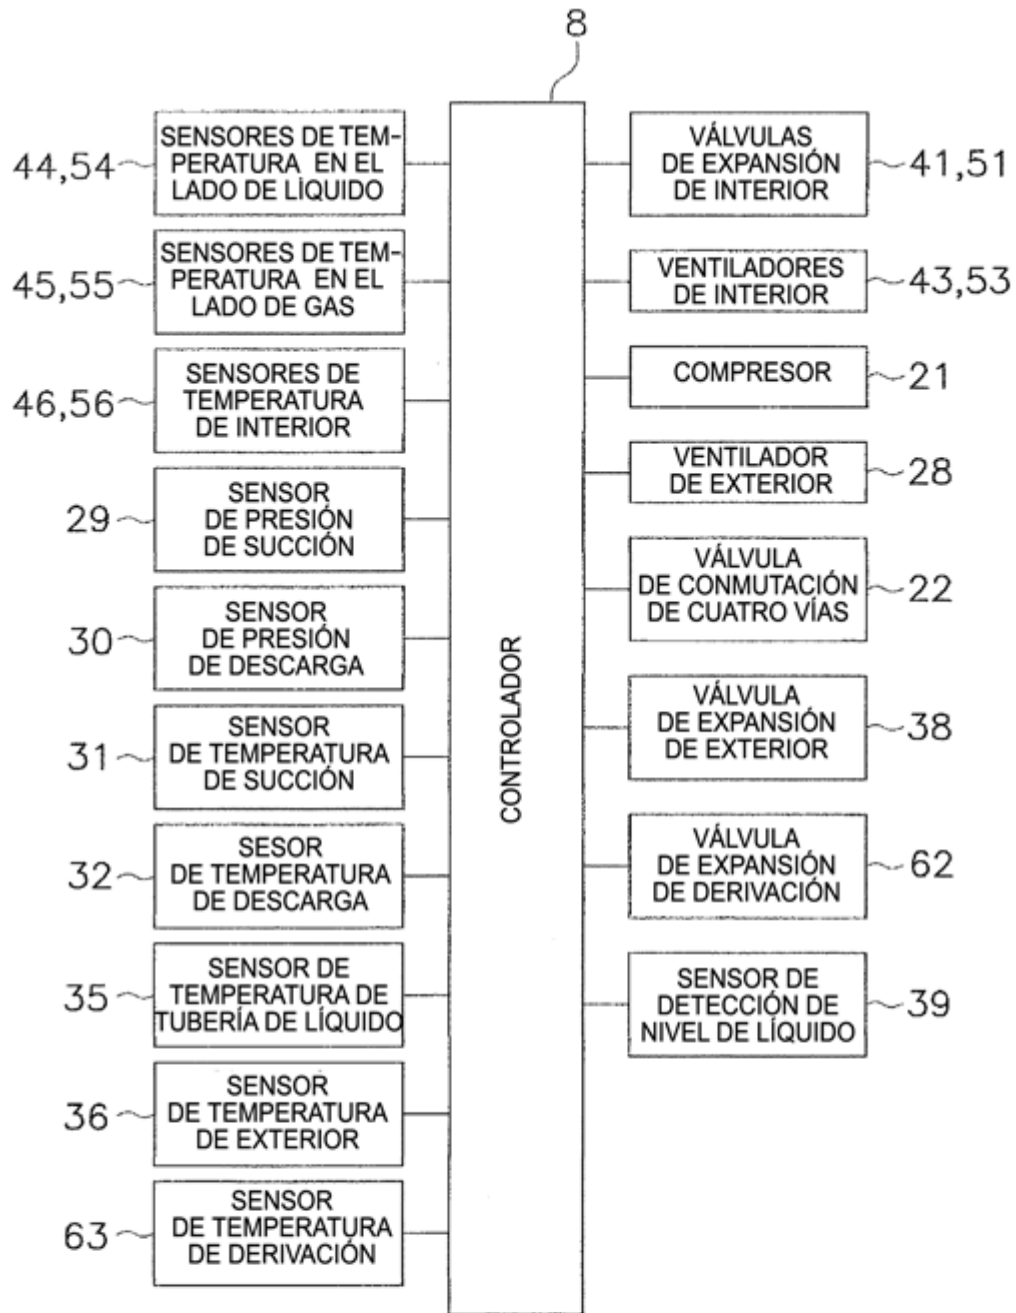 8
SENSORES DE TEM-
PERATURA EN EL
LADO DE LÍQUIDO
44,54
SENSORES DE TEM-
PERATURA EN EL
LADO DE GAS
45,55
SENSORES DE
TEMPERATURA
DE INTERIOR
46,56
SENSOR
DE PRESIÓN
DE SUCCIÓN
29
SENSOR
DE PRESIÓN
DE DESCARGA
30
SENSOR
DE TEMPERATURA
DE SUCCIÓN
31
SESOR
DE TEMPERATURA
DE DESCARGA
32
SENSOR DE
TEMPERATURA DE
TUBERÍA DE LÍQUIDO
35
SENSOR
DE TEMPERATURA
DE EXTERIOR
36
SENSOR
DE TEMPERATURA
DE DERIVACIÓN
63
CONTROLADOR
VÁLVULAS
DE EXPANSIÓN
DE INTERIOR
41,51
VENTILADORES
DE INTERIOR
43,53
COMPRESOR
21
VENTILADOR
DE EXTERIOR
28
VÁLVULA
DE CONMUTACIÓN
DE CUATRO VÍAS
22
VÁLVULA
DE EXPANSIÓN
DE EXTERIOR
38
VÁLVULA
DE EXPANSIÓN
DE DERIVACIÓN
62
SENSOR DE
DETECCIÓN DE
NIVEL DE LÍQUIDO
39